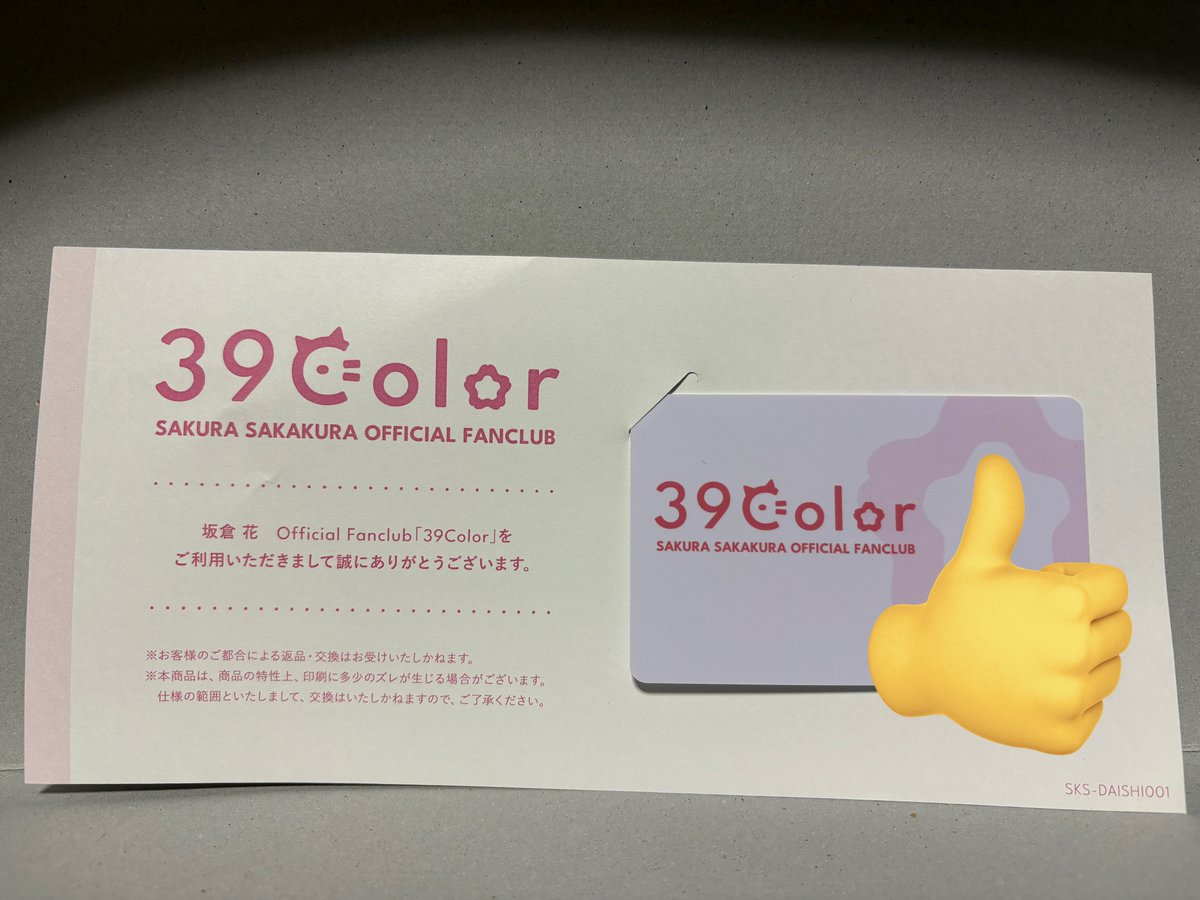 39Color
SAKURA SAKAKURA OFFICIAL FANCLUB
坂倉 花　Official Fanclub「39Color」を
ご利用いただきまして誠にありがとうございます。
※お客様のご都合による返品・交換はお受けいたしかねます。
※本商品は、商品の特性上、印刷に多少のズレが生じる場合がございます。
仕様の範囲といたしまして、交換はいたしかねますので、ご了承ください。
39Color
SAKURA SAKAKURA OFFICIAL FANCLUB
SKS-DAISHI001